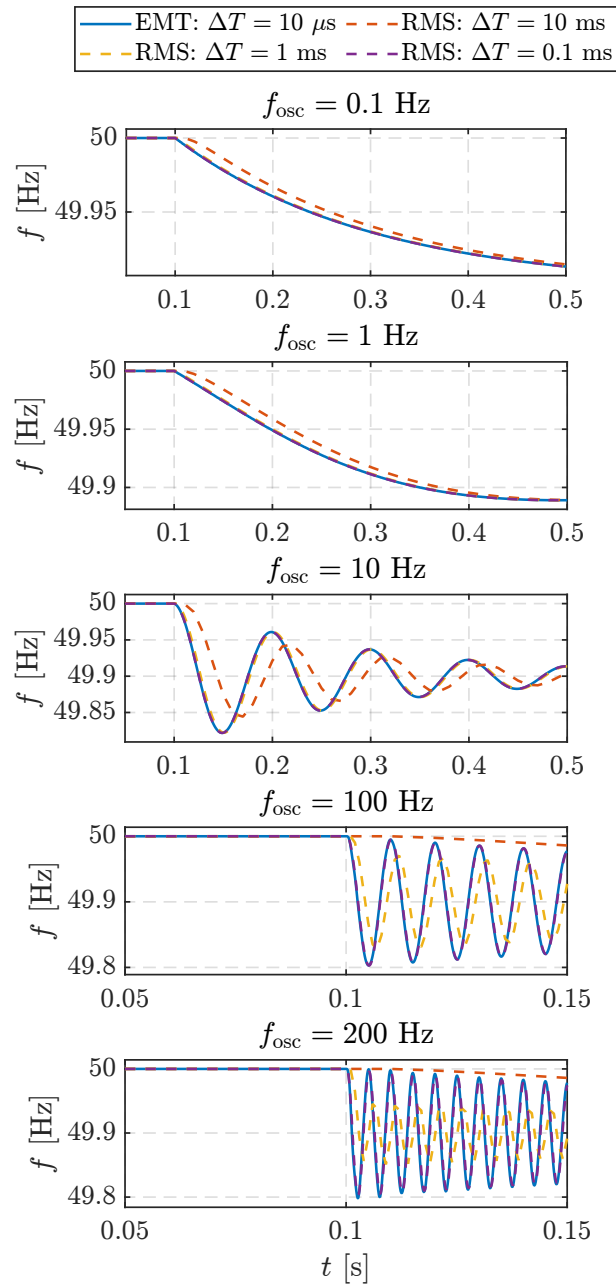 EMT: ΔT = 10 μs RMS: ΔT = 10 ms
RMS: ΔT = 1 ms RMS: ΔT = 0.1 ms
f_osc = 0.1 Hz
50
49.95
f [Hz]
0.1 0.2 0.3 0.4 0.5
f_osc = 1 Hz
50
49.95
49.9
f [Hz]
0.1 0.2 0.3 0.4 0.5
f_osc = 10 Hz
50
49.95
49.9
49.85
f [Hz]
0.1 0.2 0.3 0.4 0.5
f_osc = 100 Hz
50
49.9
49.8
f [Hz]
0.05 0.1 0.15
f_osc = 200 Hz
50
49.9
49.8
f [Hz]
0.05 0.1 0.15
t [s]